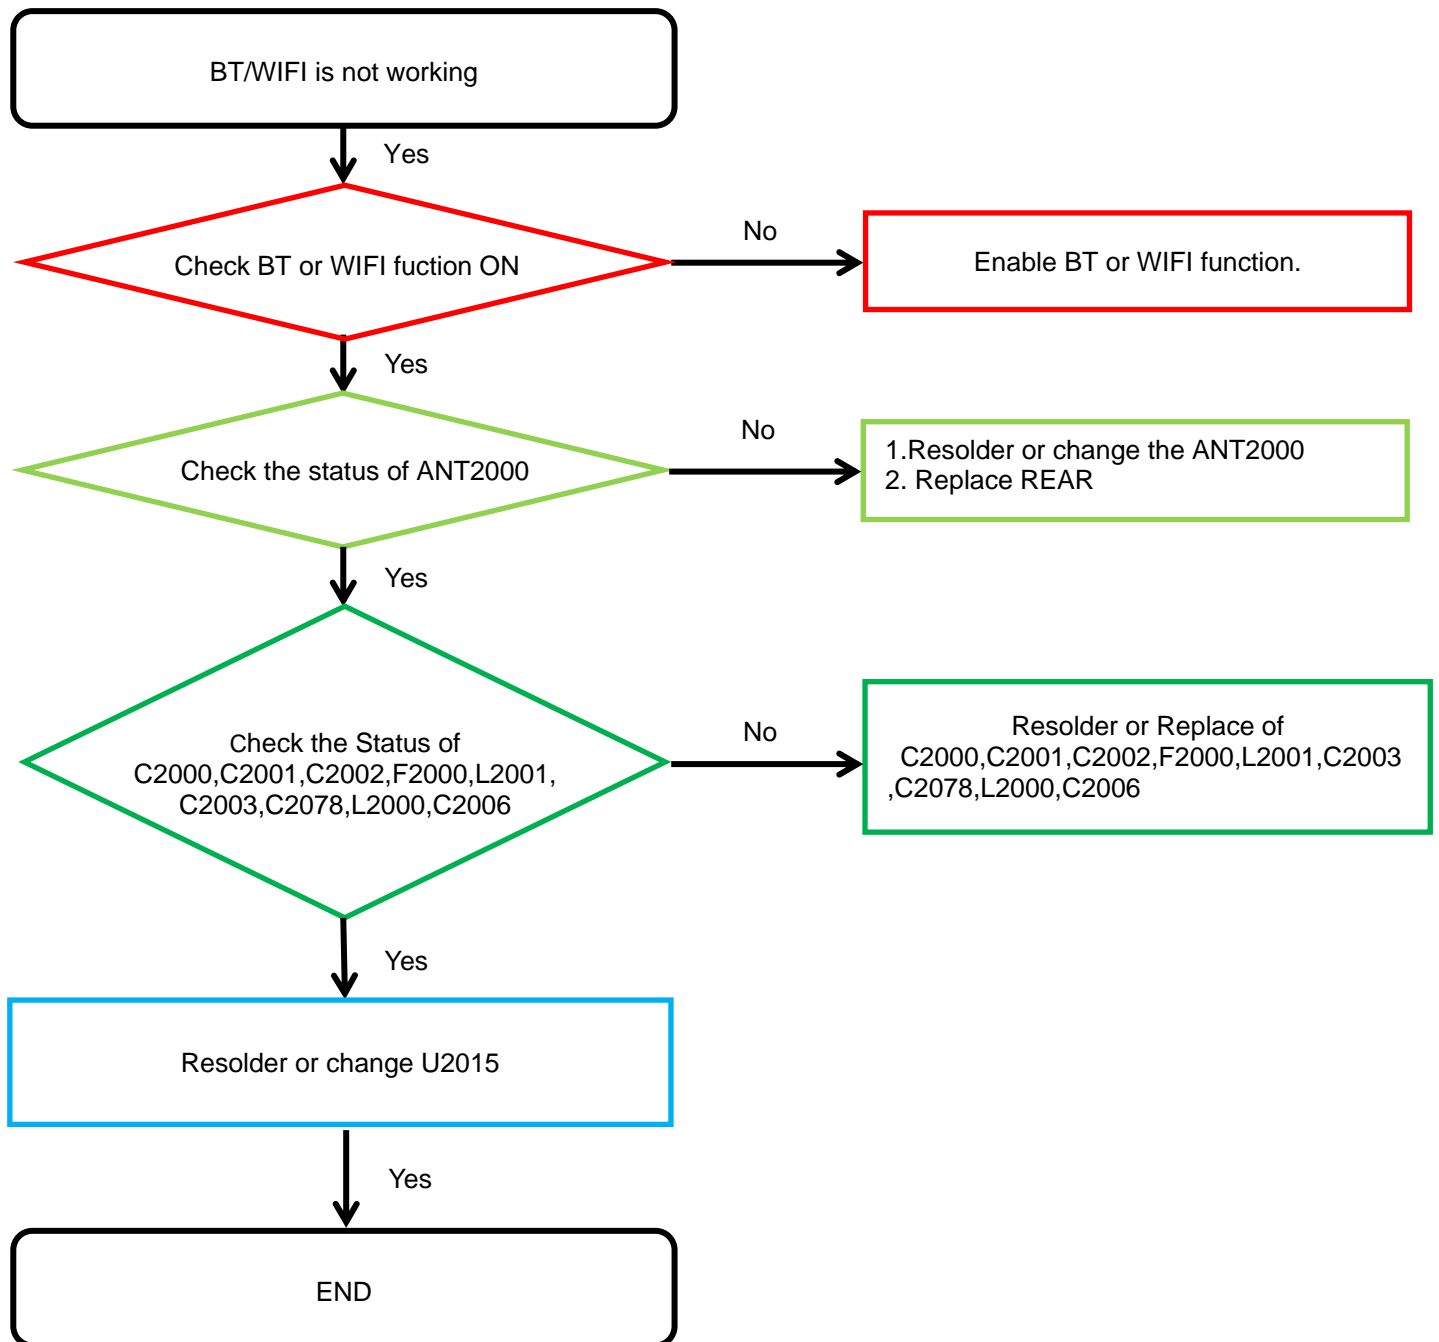 BT/WIFI is not working
Yes
Check BT or WIFI fuction ON
No
Enable BT or WIFI function.
Yes
Check the status of ANT2000
No
1.Resolder or change the ANT2000
2. Replace REAR
Yes
Check the Status of
C2000,C2001,C2002,F2000,L2001,
C2003,C2078,L2000,C2006
No
Resolder or Replace of
C2000,C2001,C2002,F2000,L2001,C2003
,C2078,L2000,C2006
Yes
Resolder or change U2015
Yes
END